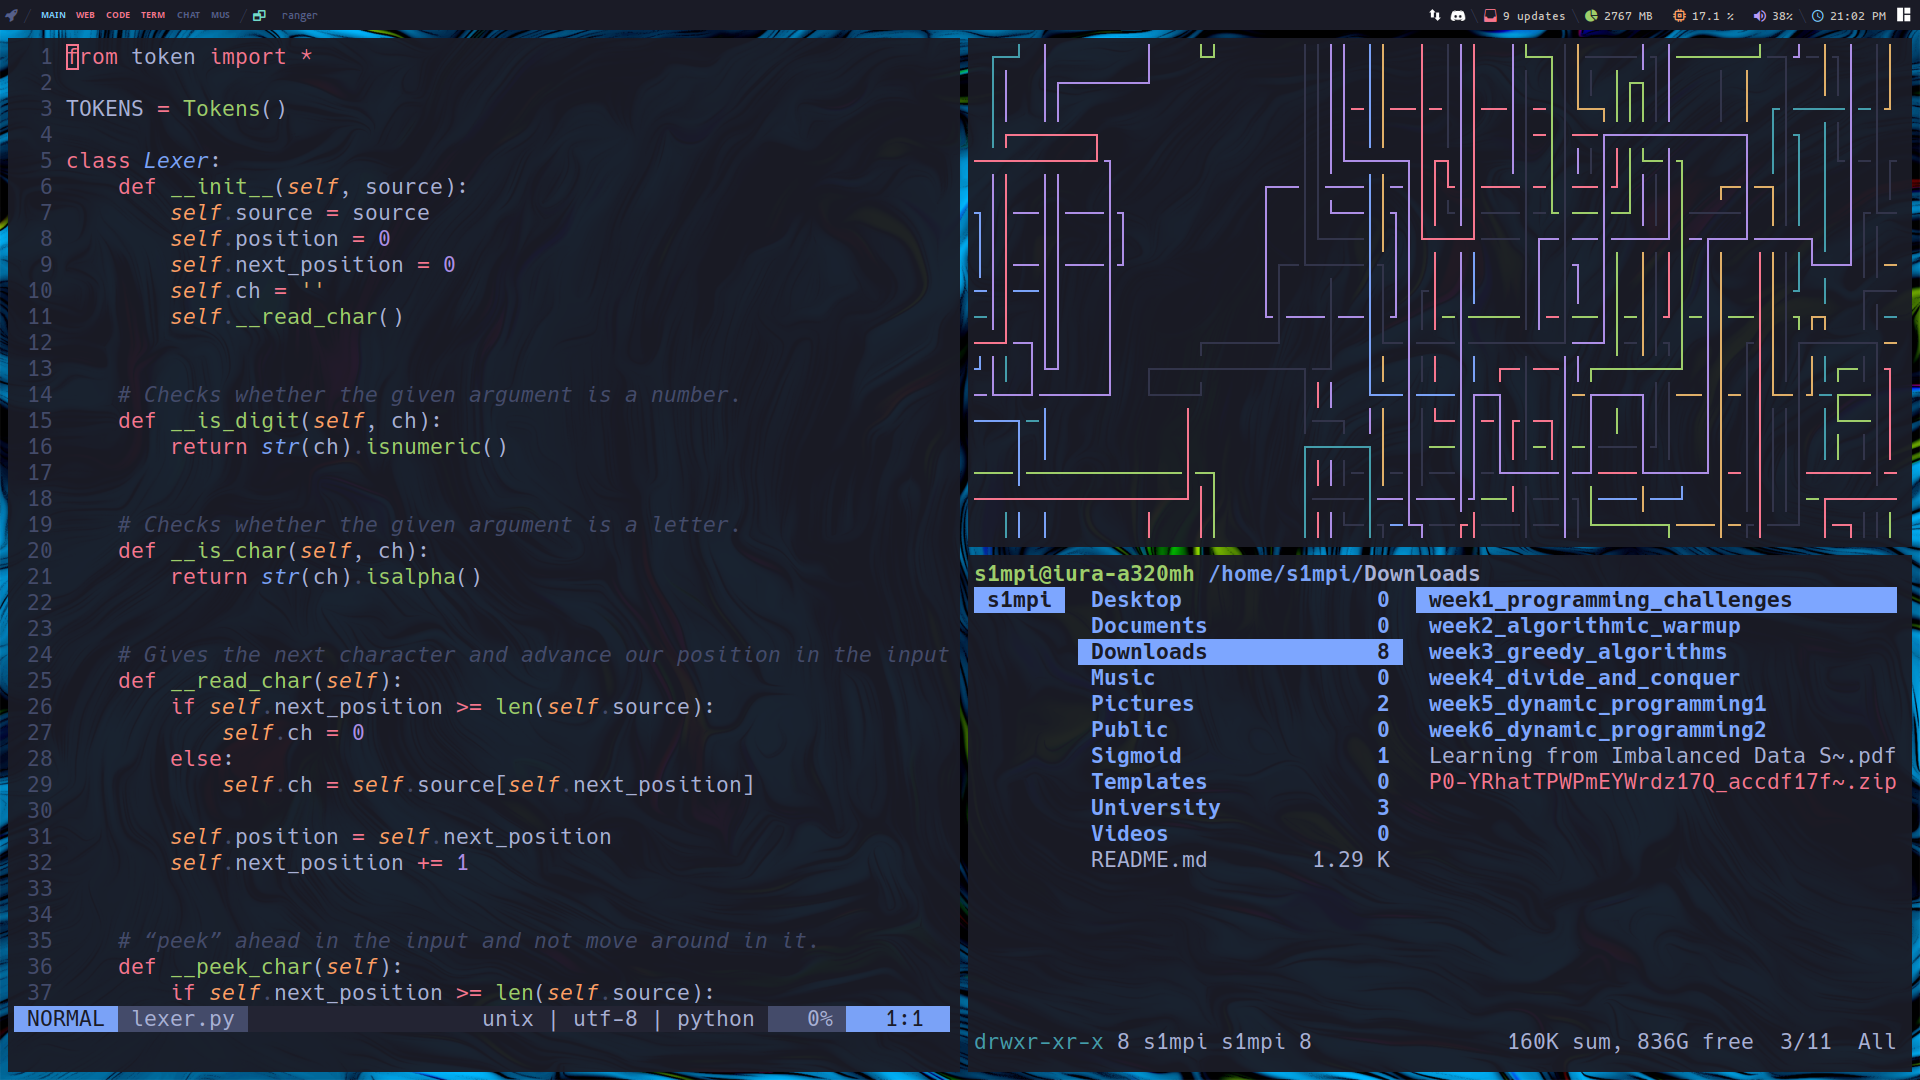 MAIN WEB CODE TERM CHAT MUS ranger 9 updates 2767 MB 17.1 % 38% 21:02 PM
1 from token import *
2
3 TOKENS = Tokens()
4
5 class Lexer:
6 def __init__(self, source):
7 self.source = source
8 self.position = 0
9 self.next_position = 0
10 self.ch = ''
11 self.__read_char()
12
13
14 # Checks whether the given argument is a number.
15 def __is_digit(self, ch):
16 return str(ch).isnumeric()
17
18
19 # Checks whether the given argument is a letter.
20 def __is_char(self, ch):
21 return str(ch).isalpha()
22
23
24 # Gives the next character and advance our position in the input
25 def __read_char(self):
26 if self.next_position >= len(self.source):
27 self.ch = 0
28 else:
29 self.ch = self.source[self.next_position]
30
31 self.position = self.next_position
32 self.next_position += 1
33
34
35 # “peek” ahead in the input and not move around in it.
36 def __peek_char(self):
37 if self.next_position >= len(self.source):
NORMAL lexer.py unix | utf-8 | python 0% 1:1
s1mpi@iura-a320mh /home/s1mpi/Downloads
s1mpi Desktop 0 week1_programming_challenges
Documents 0 week2_algorithmic_warmup
Downloads 8 week3_greedy_algorithms
Music 0 week4_divide_and_conquer
Pictures 2 week5_dynamic_programming1
Public 0 week6_dynamic_programming2
Sigmoid 1 Learning from Imbalanced Data S~.pdf
Templates 0 P0-YRhatTPWPmEYWrdz17Q_accdf17f~.zip
University 3
Videos 0
README.md 1.29 K
drwxr-xr-x 8 s1mpi s1mpi 8 160K sum, 836G free 3/11 All